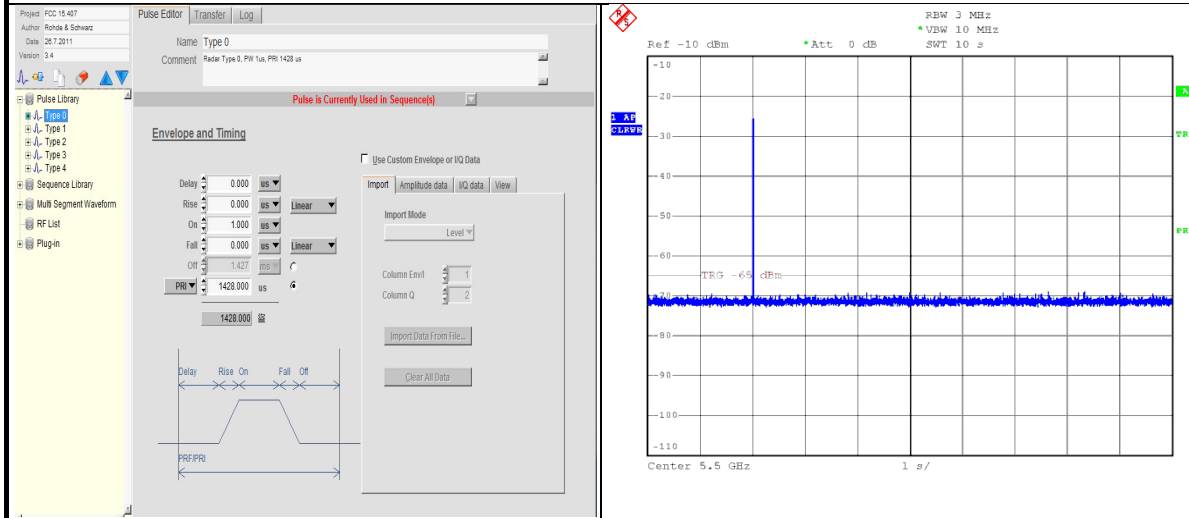 Project FCC 15.407
Author Rohde & Schwarz
Date 26.7.2011
Version 3.4
Pulse Library
Type 0
Type 1
Type 2
Type 3
Type 4
Sequence Library
Multi Segment Waveform
RF List
Plug-in
Pulse Editor Transfer Log
Name Type 0
Comment Radar Type 0, PW 1us, PRI 1428 us
Pulse is Currently Used in Sequence(s)
Envelope and Timing
Delay 0.000 us
Rise 0.000 us Linear
On 1.000 us
Fall 0.000 us Linear
Off 1.427 ms
PRI 1428.000 us
1428.000
Delay Rise On Fall Off
PRF/PRI
Use Custom Envelope or I/Q Data
Import Amplitude data I/Q data View
Import Mode
Level
Column Env/I 1
Column Q 2
Import Data From File...
Clear All Data
R S
RBW 3 MHz
*VBW 10 MHz
Ref -10 dBm *Att 0 dB SWT 10 s
-10
-20
-30
-40
-50
-60
TRG -65 dBm
-80
-90
-100
-110
1 AP
CLRWR
A
TR
PR
Center 5.5 GHz 1 s/